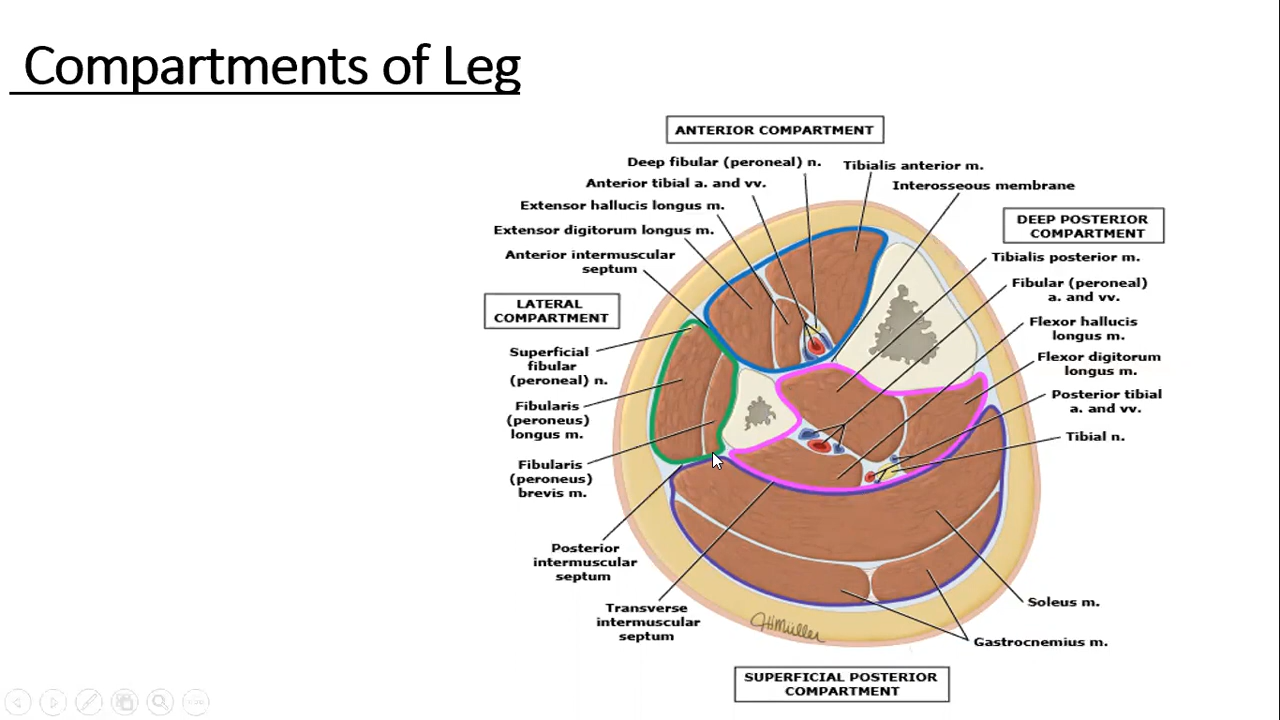 Compartments of Leg
ANTERIOR COMPARTMENT
Deep fibular (peroneal) n.
Tibialis anterior m.
Anterior tibial a. and vv.
Interosseous membrane
Extensor hallucis longus m.
Extensor digitorum longus m.
Anterior intermuscular
septum
DEEP POSTERIOR
COMPARTMENT
Tibialis posterior m.
Fibular (peroneal)
a. and vv.
Flexor hallucis
longus m.
Flexor digitorum
longus m.
Posterior tibial
a. and vv.
Tibial n.
LATERAL
COMPARTMENT
Superficial
fibular
(peroneal) n.
Fibularis
(peroneus)
longus m.
Fibularis
(peroneus)
brevis m.
Posterior
intermuscular
septum
Transverse
intermuscular
septum
Soleus m.
Gastrocnemius m.
JHMüller
SUPERFICIAL POSTERIOR
COMPARTMENT